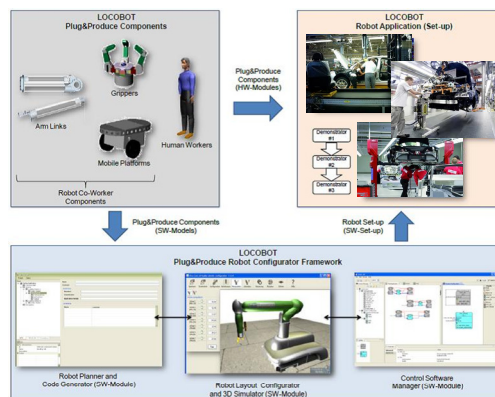 LOCOBOT
Plug&Produce Components
Grippers
Arm Links
Mobile Platforms
Human Workers
Robot Co-Worker
Components
Plug&Produce
Components
(HW-Modules)
LOCOBOT
Robot Application (Set-up)
Demonstrator
#1
Demonstrator
#2
Demonstrator
#3
Plug&Produce Components
(SW-Models)
Robot Set-up
(SW-Set-up)
LOCOBOT
Plug&Produce Robot Configurator Framework
Robot Planner and
Code Generator (SW-Module)
Robot Layout Configurator
and 3D Simulator (SW-Module)
Control Software
Manager (SW-Module)